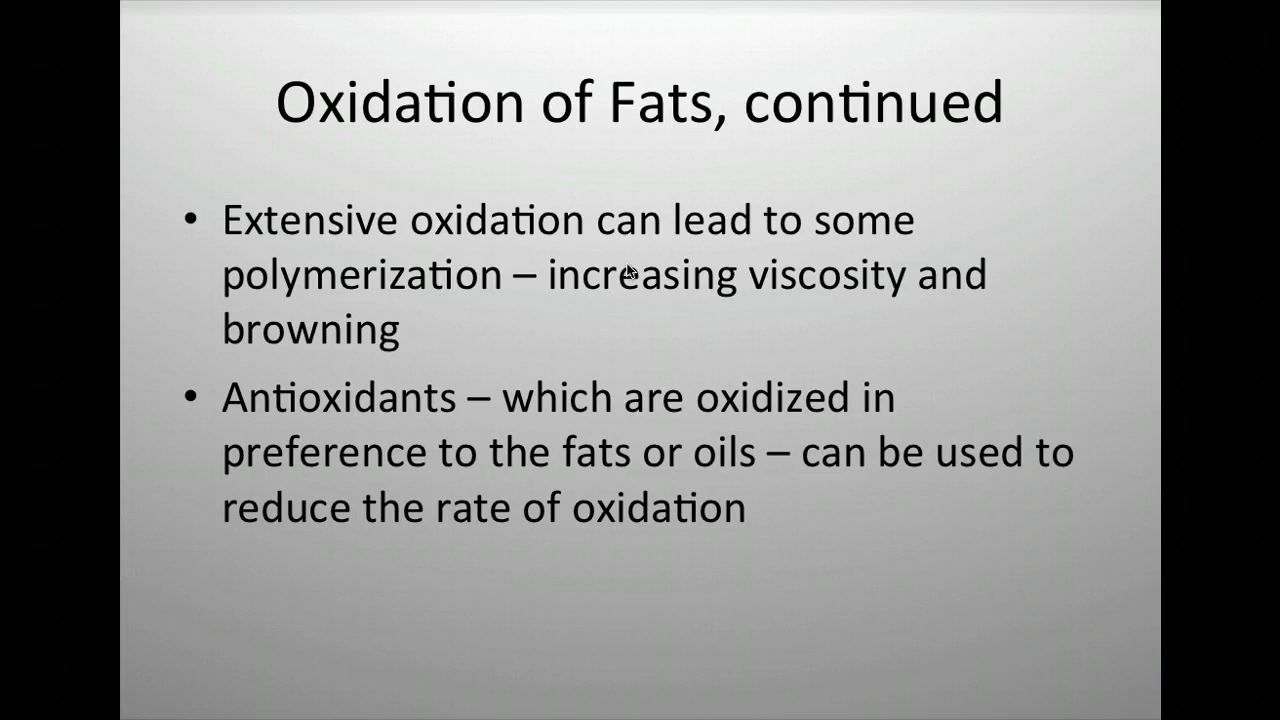 Oxidation of Fats, continued
• Extensive oxidation can lead to some
polymerization – increasing viscosity and
browning
• Antioxidants – which are oxidized in
preference to the fats or oils – can be used to
reduce the rate of oxidation